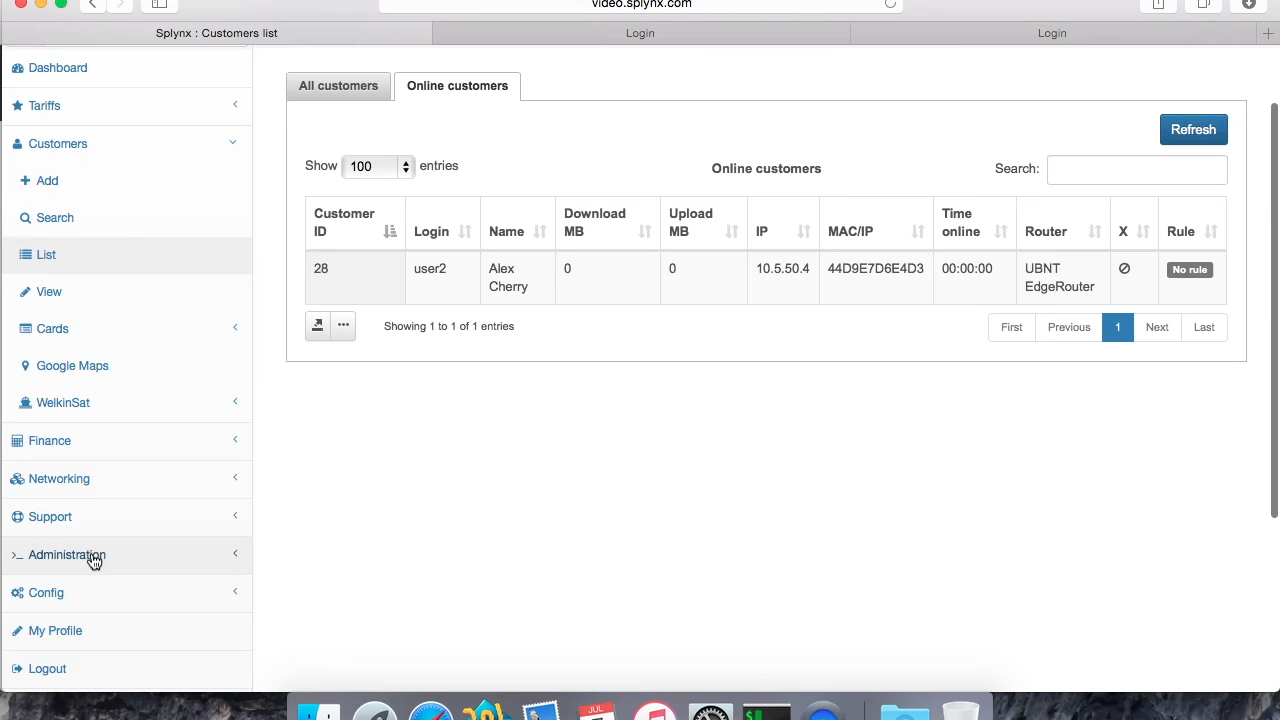 video.splynx.com
Splynx : Customers list
Login
Login
Dashboard
Tariffs
Customers
Add
Search
List
View
Cards
Google Maps
WelkinSat
Finance
Networking
Support
Administration
Config
My Profile
Logout
All customers
Online customers
Refresh
Show 100 entries
Online customers
Search:
Customer ID
Login
Name
Download MB
Upload MB
IP
MAC/IP
Time online
Router
X
Rule
28
user2
Alex Cherry
0
0
10.5.50.4
44D9E7D6E4D3
00:00:00
UBNT EdgeRouter
No rule
Showing 1 to 1 of 1 entries
First
Previous
1
Next
Last
JUL